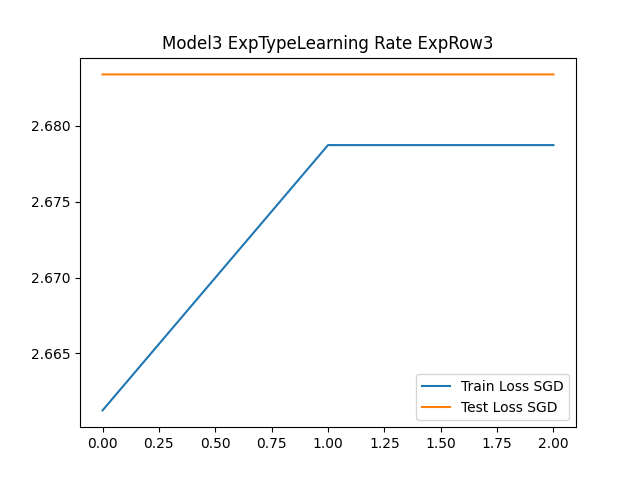 Model3 ExpTypeLearning Rate ExpRow3
2.680
2.675
2.670
2.665
Train Loss SGD
Test Loss SGD
0.00 0.25 0.50 0.75 1.00 1.25 1.50 1.75 2.00